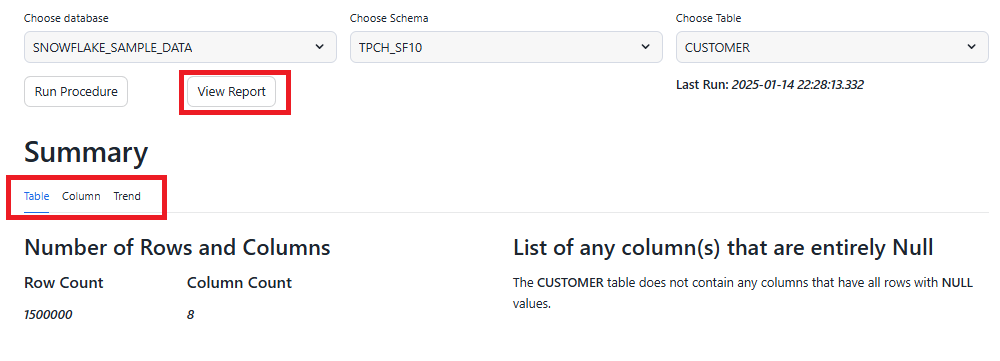 Choose database
Choose Schema
Choose Table
SNOWFLAKE_SAMPLE_DATA
TPCH_SF10
CUSTOMER
Run Procedure
View Report
Last Run: 2025-01-14 22:28:13.332
Summary
Table Column Trend
Number of Rows and Columns
Row Count Column Count
1500000 8
List of any column(s) that are entirely Null
The CUSTOMER table does not contain any columns that have all rows with NULL
values.